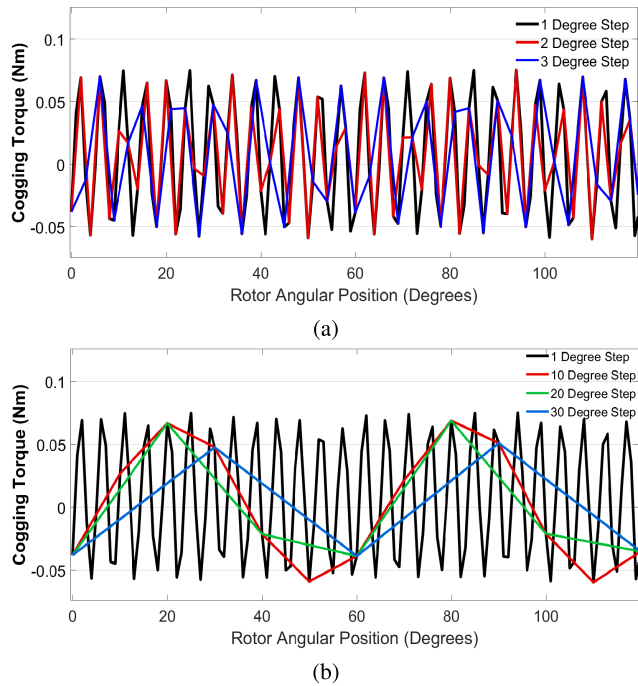 0.1
0.05
0
-0.05
Cogging Torque (Nm)
1 Degree Step
2 Degree Step
3 Degree Step
0 20 40 60 80 100
Rotor Angular Position (Degrees)
(a)
0.1
0.05
0
-0.05
Cogging Torque (Nm)
1 Degree Step
10 Degree Step
20 Degree Step
30 Degree Step
0 20 40 60 80 100
Rotor Angular Position (Degrees)
(b)